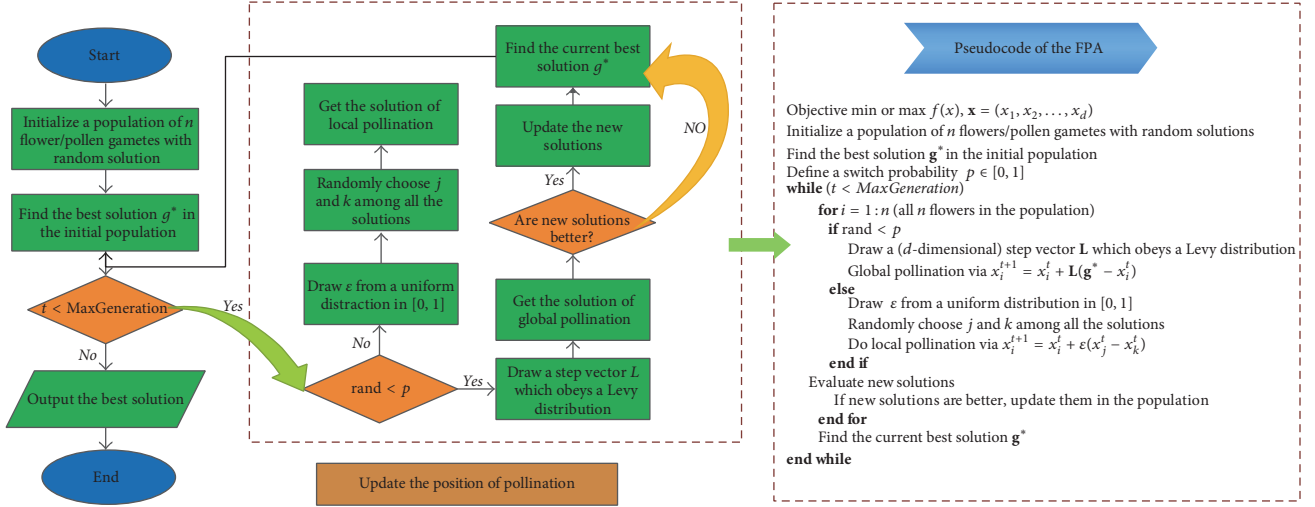 Start
Initialize a population of n
flower/pollen gametes with
random solution
Find the best solution g* in
the initial population
t < MaxGeneration
Yes
No
Output the best solution
End
Get the solution of
local pollination
Randomly choose j
and k among all the
solutions
Draw ε from a uniform
distraction in [0, 1]
No
rand < p
Yes
Find the current best
solution g*
Update the new
solutions
NO
Yes
Are new solutions
better?
Get the solution of
global pollination
Draw a step vector L
which obeys a Levy
distribution
Update the position of pollination
Pseudocode of the FPA
Objective min or max f(x), x = (x₁, x₂, . . . , x_d)
Initialize a population of n flowers/pollen gametes with random solutions
Find the best solution g* in the initial population
Define a switch probability p ∈ [0, 1]
while (t < MaxGeneration)
for i = 1 : n (all n flowers in the population)
if rand < p
Draw a (d-dimensional) step vector L which obeys a Levy distribution
Global pollination via x_i^{t+1} = x_i^t + L(g* − x_i^t)
else
Draw ε from a uniform distribution in [0, 1]
Randomly choose j and k among all the solutions
Do local pollination via x_i^{t+1} = x_i^t + ε(x_j^t − x_k^t)
end if
Evaluate new solutions
If new solutions are better, update them in the population
end for
Find the current best solution g*
end while